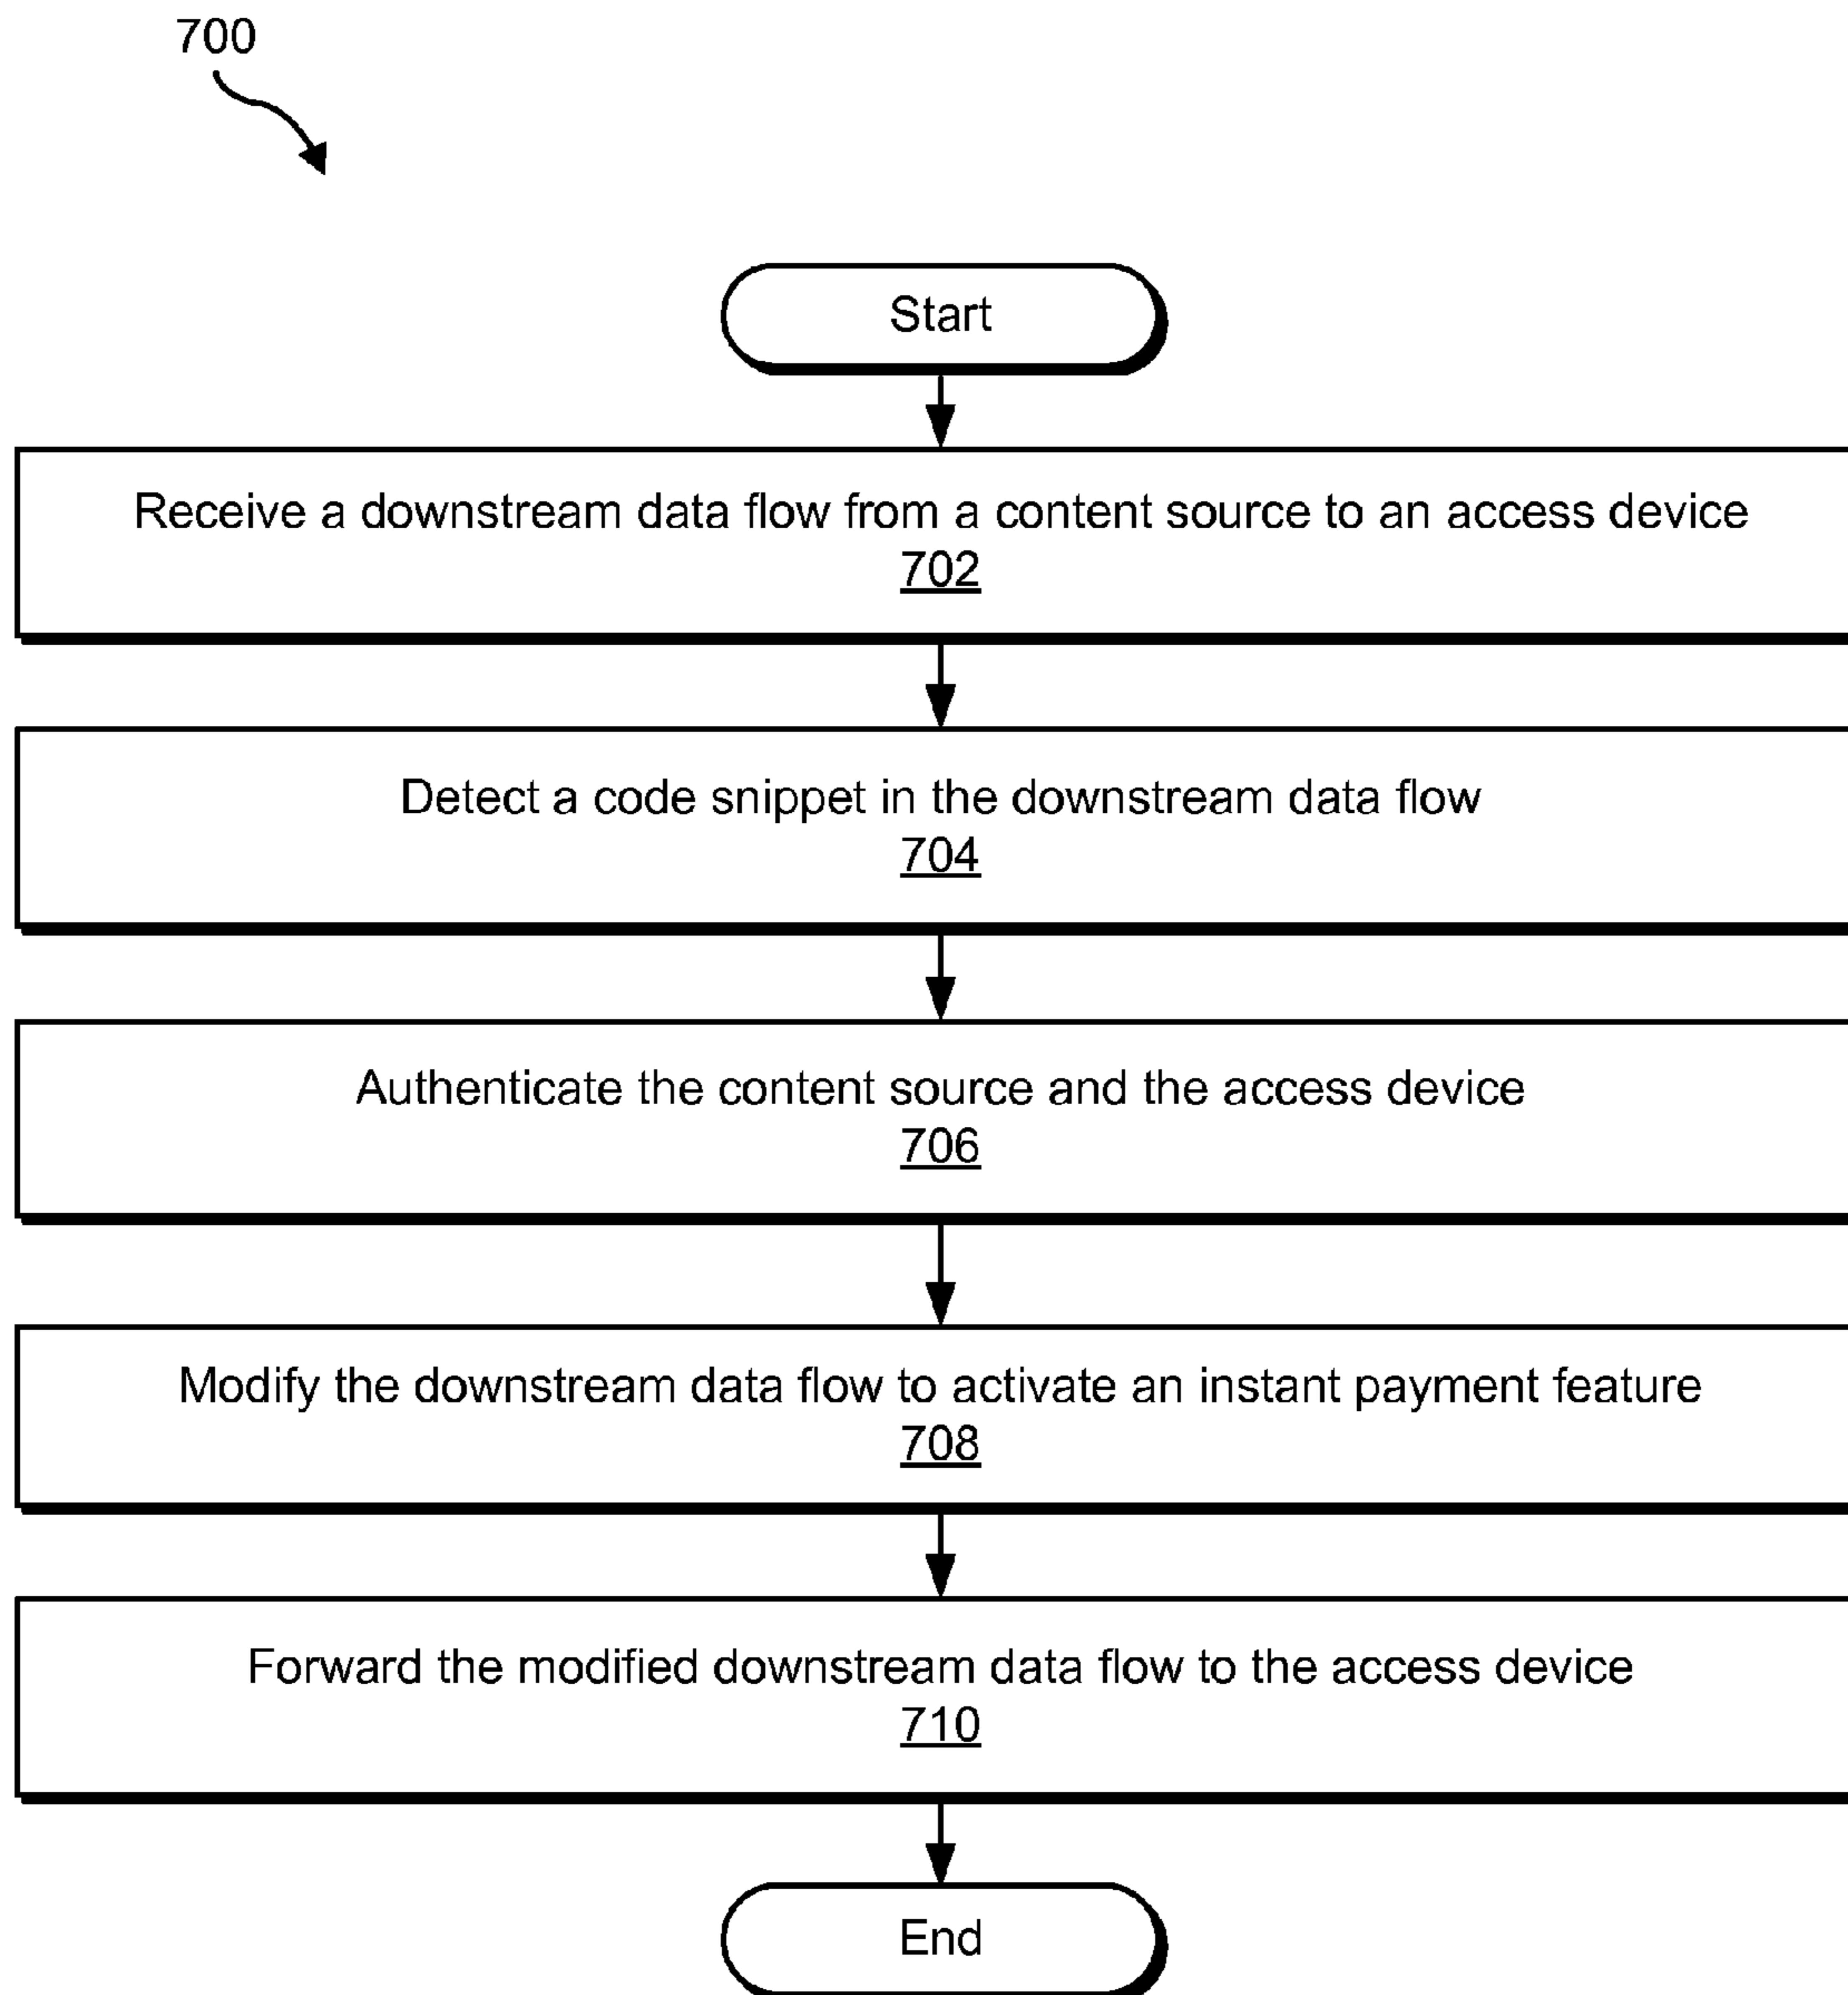 700
Start
Receive a downstream data flow from a content source to an access device
702
Detect a code snippet in the downstream data flow
704
Authenticate the content source and the access device
706
Modify the downstream data flow to activate an instant payment feature
708
Forward the modified downstream data flow to the access device
710
End